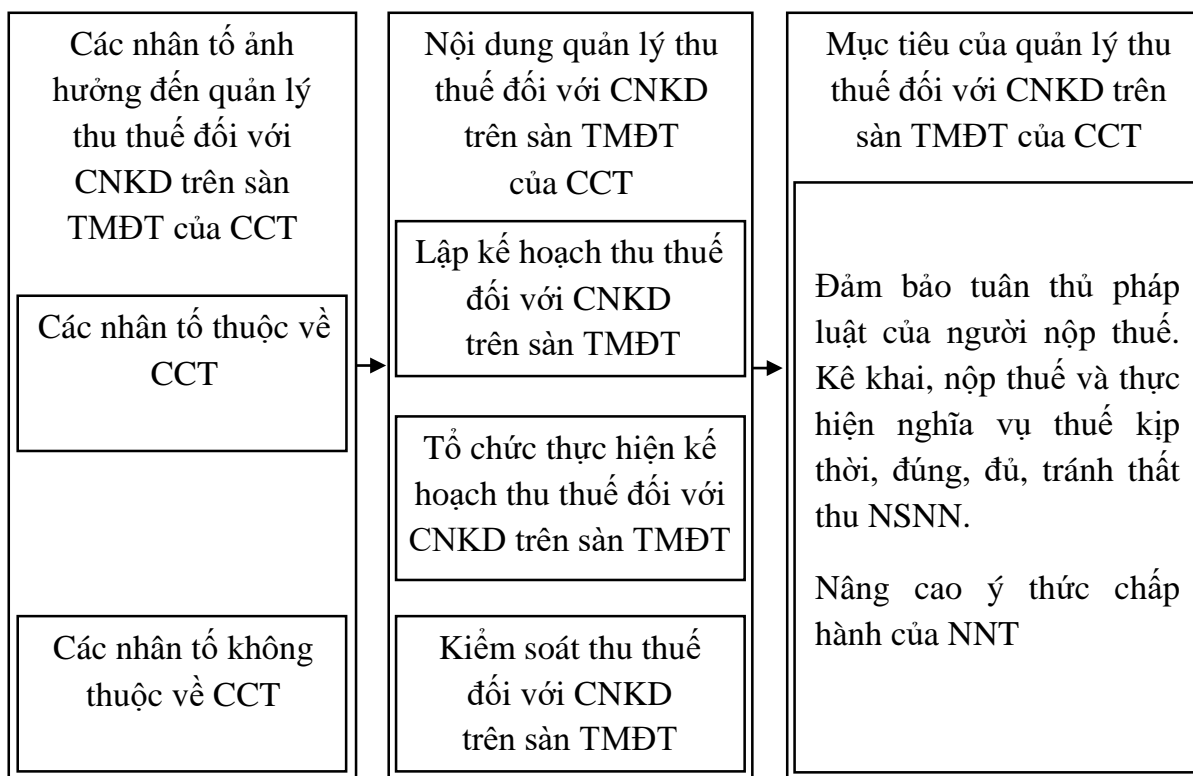 Các nhân tố ảnh
hưởng đến quản lý
thu thuế đối với
CNKD trên sàn
TMĐT của CCT
Các nhân tố thuộc về
CCT
Các nhân tố không
thuộc về CCT
Nội dung quản lý thu
thuế đối với CNKD
trên sàn TMĐT
của CCT
Lập kế hoạch thu thuế
đối với CNKD
trên sàn TMĐT
Tổ chức thực hiện kế
hoạch thu thuế đối với
CNKD trên sàn TMĐT
Kiểm soát thu thuế
đối với CNKD
trên sàn TMĐT
Mục tiêu của quản lý thu
thuế đối với CNKD trên
sàn TMĐT của CCT
Đảm bảo tuân thủ pháp
luật của người nộp thuế.
Kê khai, nộp thuế và thực
hiện nghĩa vụ thuế kịp
thời, đúng, đủ, tránh thất
thu NSNN.
Nâng cao ý thức chấp
hành của NNT